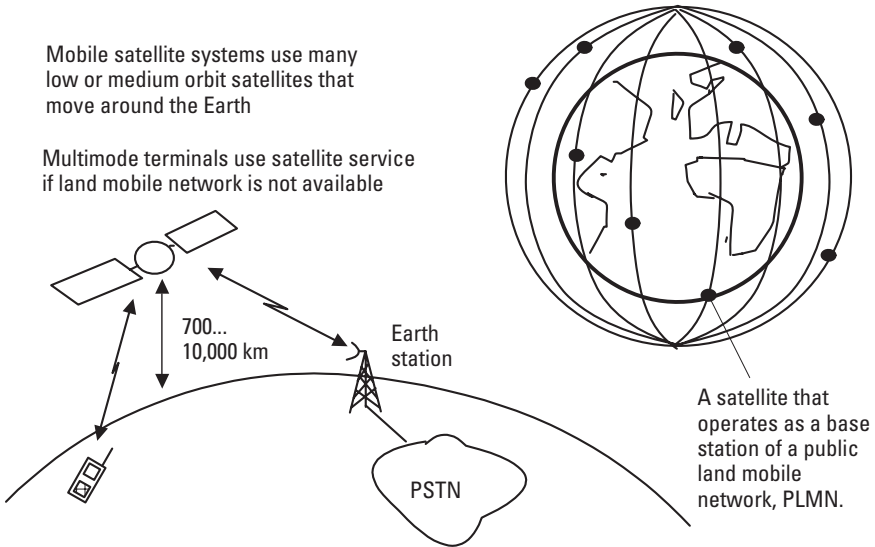 Mobile satellite systems use many
low or medium orbit satellites that
move around the Earth
Multimode terminals use satellite service
if land mobile network is not available
700...
10,000 km
Earth
station
PSTN
A satellite that
operates as a base
station of a public
land mobile
network, PLMN.